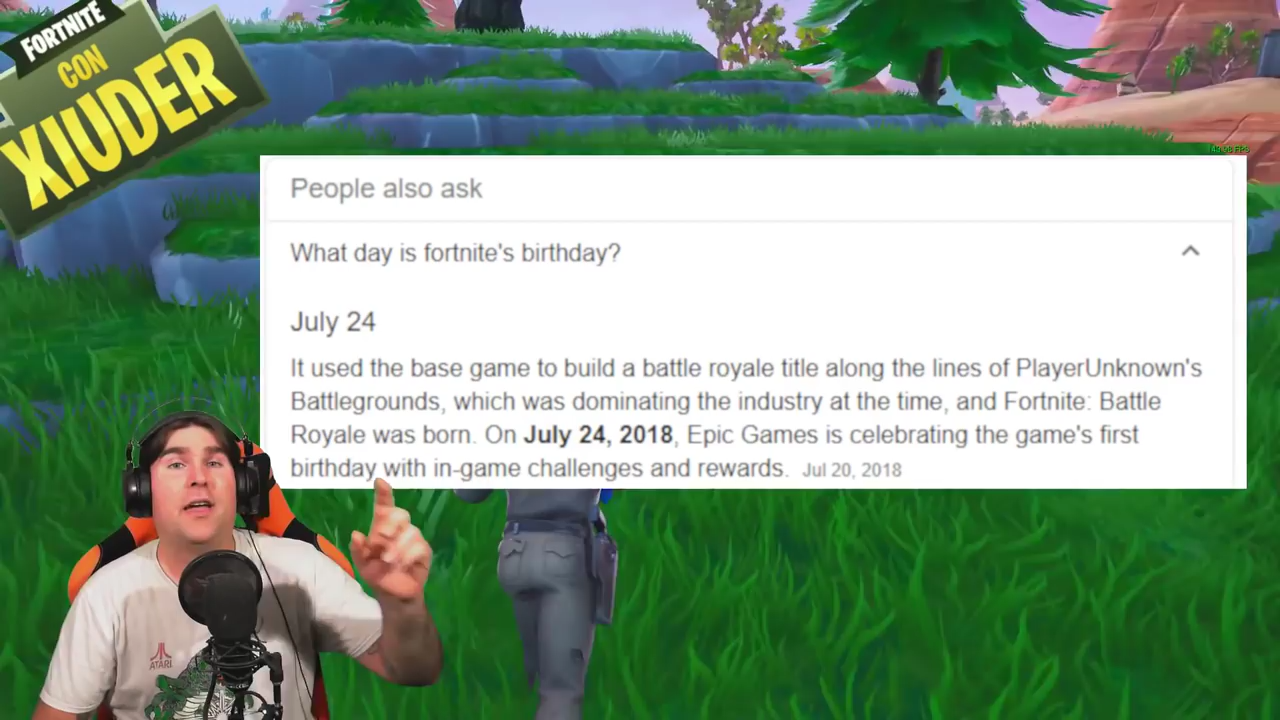 FORTNITE
CON
XIUDER
People also ask
What day is fortnite's birthday?
July 24
It used the base game to build a battle royale title along the lines of PlayerUnknown's
Battlegrounds, which was dominating the industry at the time, and Fortnite: Battle
Royale was born. On July 24, 2018, Epic Games is celebrating the game's first
birthday with in-game challenges and rewards. Jul 20, 2018
ATARI